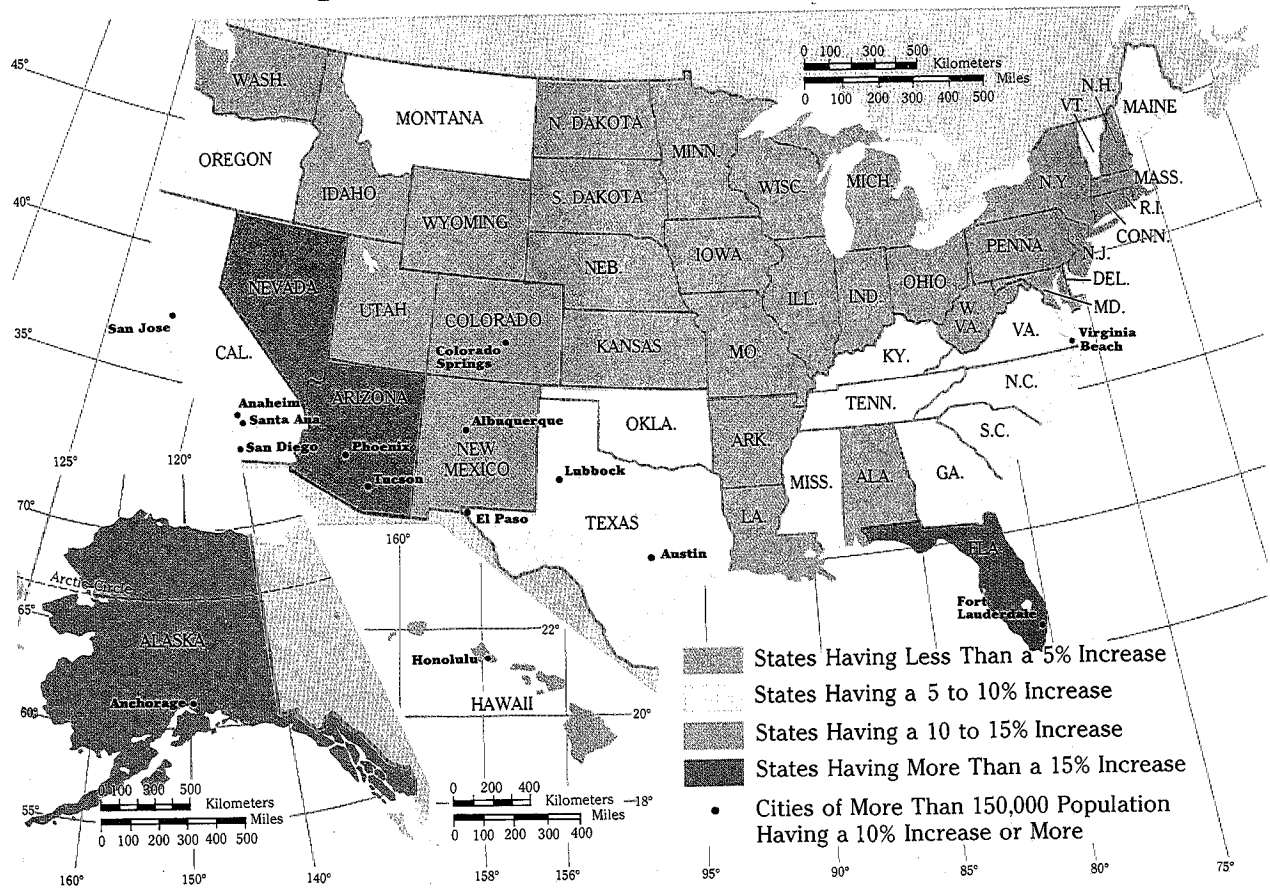 45°
40°
35°
125°
120°
70°
65°
60°
55°
160°
150°
140°
0 100 300 500
Kilometers
Miles
0 100 200 300 400 500
WASH.
OREGON
MONTANA
IDAHO
WYOMING
NEVADA
UTAH
COLORADO
Colorado
Springs
CAL.
San Jose
Anaheim
Santa Ana
San Diego
ARIZONA
Phoenix
Tucson
NEW
MEXICO
Albuquerque
El Paso
N. DAKOTA
S. DAKOTA
NEB.
KANSAS
OKLA.
TEXAS
Lubbock
Austin
MINN.
IOWA
MO.
ARK.
LA.
WISC.
ILL.
MICH.
IND.
OHIO
KY.
TENN.
MISS.
ALA.
GA.
FLA.
Fort
Lauderdale
S.C.
N.C.
VA.
Virginia
Beach
W.
VA.
PENNA
N.Y.
VT.
N.H.
MAINE
MASS.
R.I.
CONN.
N.J.
DEL.
MD.
0 100 300 500
Kilometers
Miles
0 100 200 300 400 500
Arctic Circle
ALASKA
Anchorage
160°
22°
Honolulu
HAWAII
20°
18°
0 200 400
Kilometers
Miles
0 100 200 300 400
158°
156°
95°
90°
85°
80°
75°
States Having Less Than a 5% Increase
States Having a 5 to 10% Increase
States Having a 10 to 15% Increase
States Having More Than a 15% Increase
Cities of More Than 150,000 Population
Having a 10% Increase or More